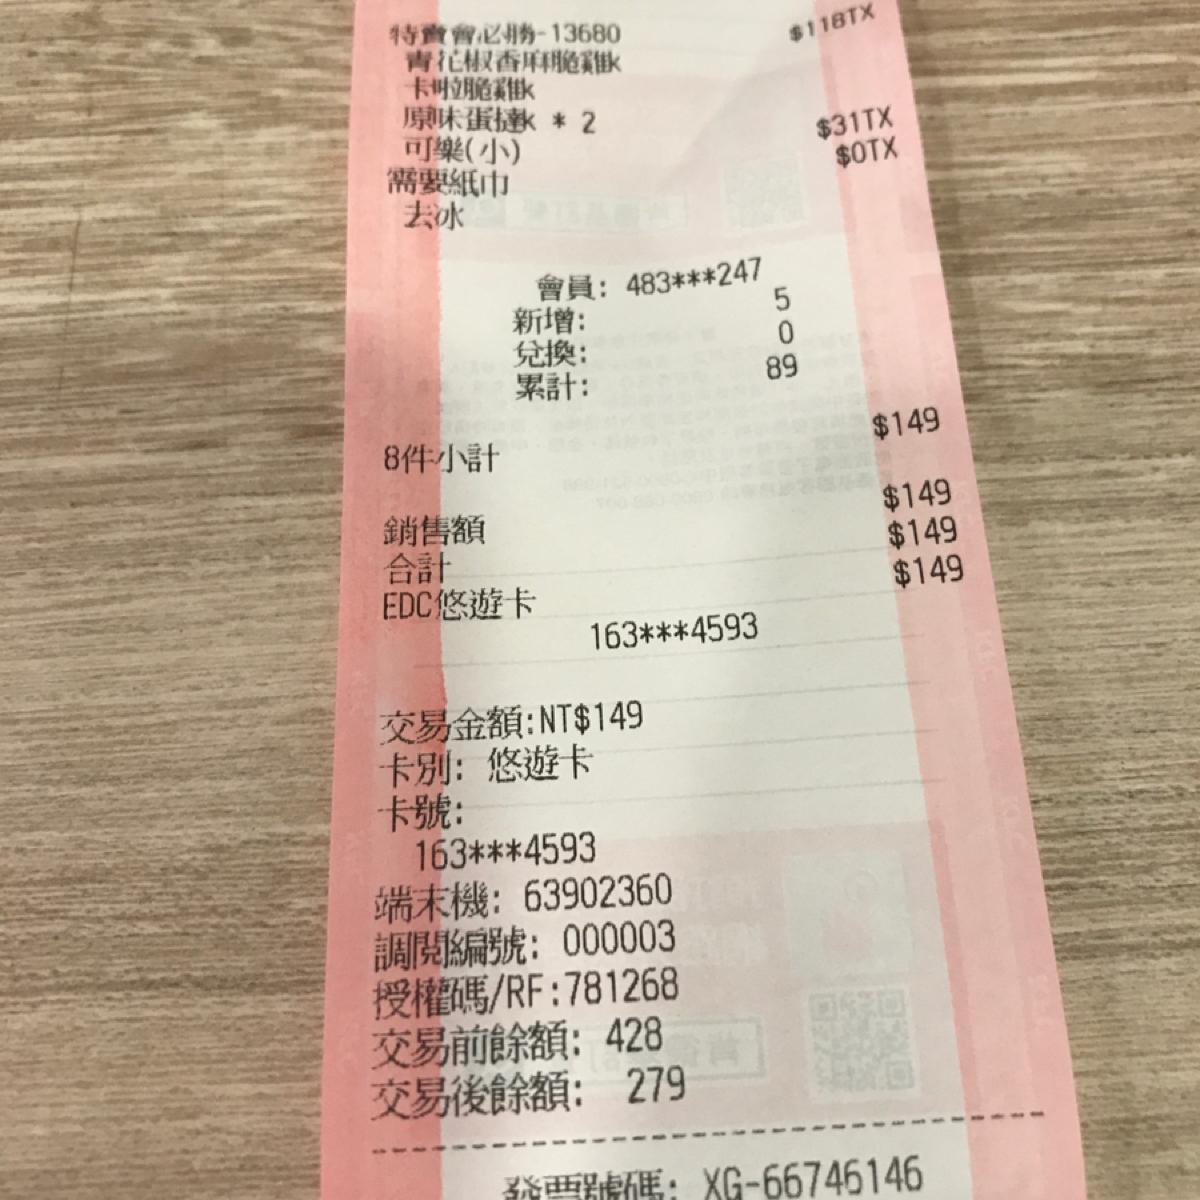 特賣會必勝-13680 $118TX
青花椒香麻脆雞k
卡啦脆雞k
原味蛋撻k * 2 $31TX
可樂(小) $0TX
需要紙巾
去冰
會員: 483***247
新增: 5
兌換: 0
累計: 89
8件小計 $149
銷售額 $149
合計 $149
EDC悠遊卡 $149
163***4593
交易金額:NT$149
卡別: 悠遊卡
卡號:
163***4593
端末機: 63902360
調閱編號: 000003
授權碼/RF:781268
交易前餘額: 428
交易後餘額: 279
發票號碼: XG-66746146